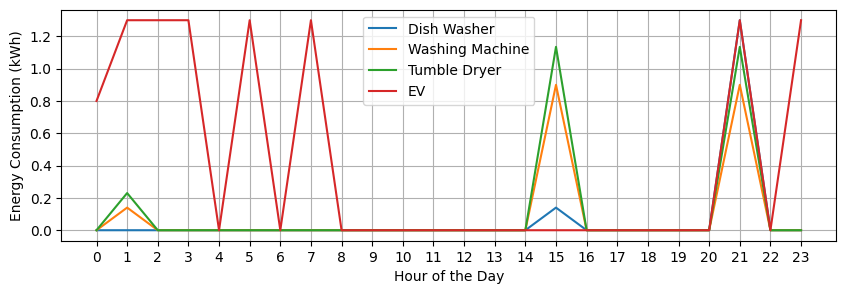 Energy Consumption (kWh)
1.2
1.0
0.8
0.6
0.4
0.2
0.0
Dish Washer
Washing Machine
Tumble Dryer
EV
0 1 2 3 4 5 6 7 8 9 10 11 12 13 14 15 16 17 18 19 20 21 22 23
Hour of the Day